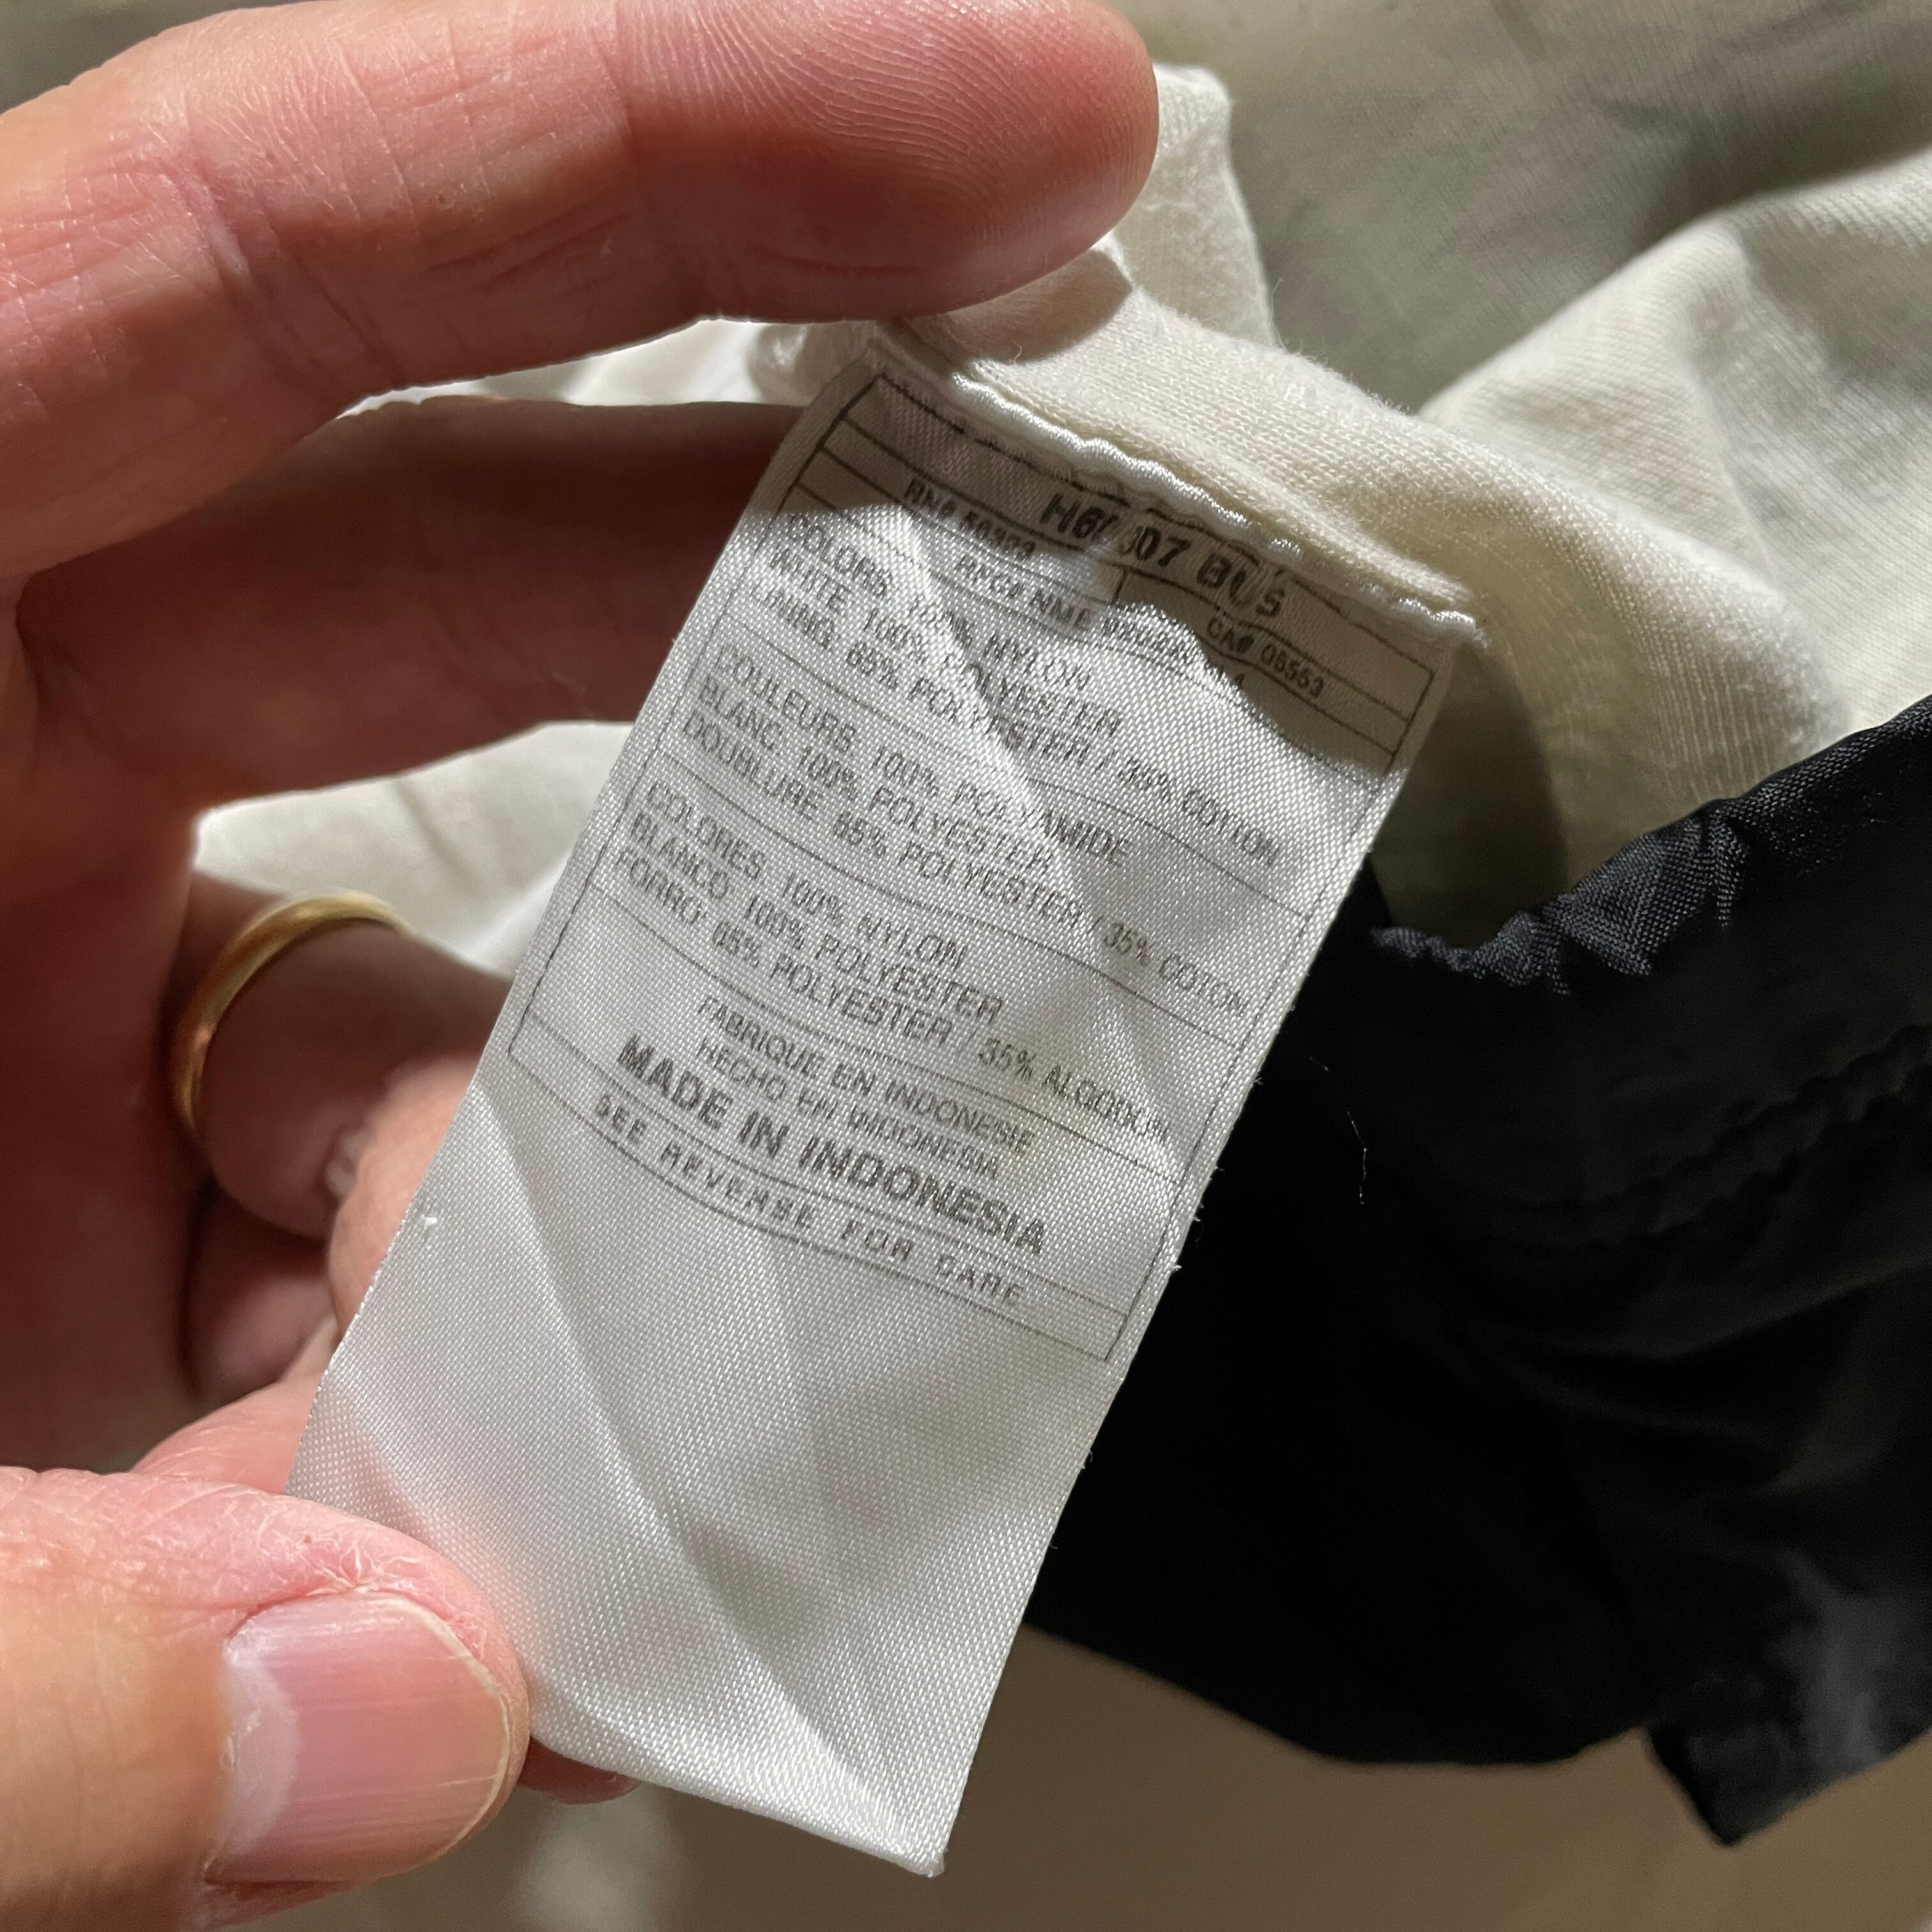 BUS
RN# 56323 CA# 05553
COLORS 100% NYLON
WHITE 100% POLYESTER
LINING 65% POLYESTER / 35% COTTON
COULEURS 100% POLYAMIDE
BLANC 100% POLYESTER
DOUBLURE 65% POLYESTER / 35% COTON
COLORES 100% NYLON
BLANCO 100% POLYESTER
FORRO 65% POLYESTER / 35% ALGODON
FABRIQUE EN INDONESIE
HECHO EN INDONESIA
MADE IN INDONESIA
SEE REVERSE FOR CARE